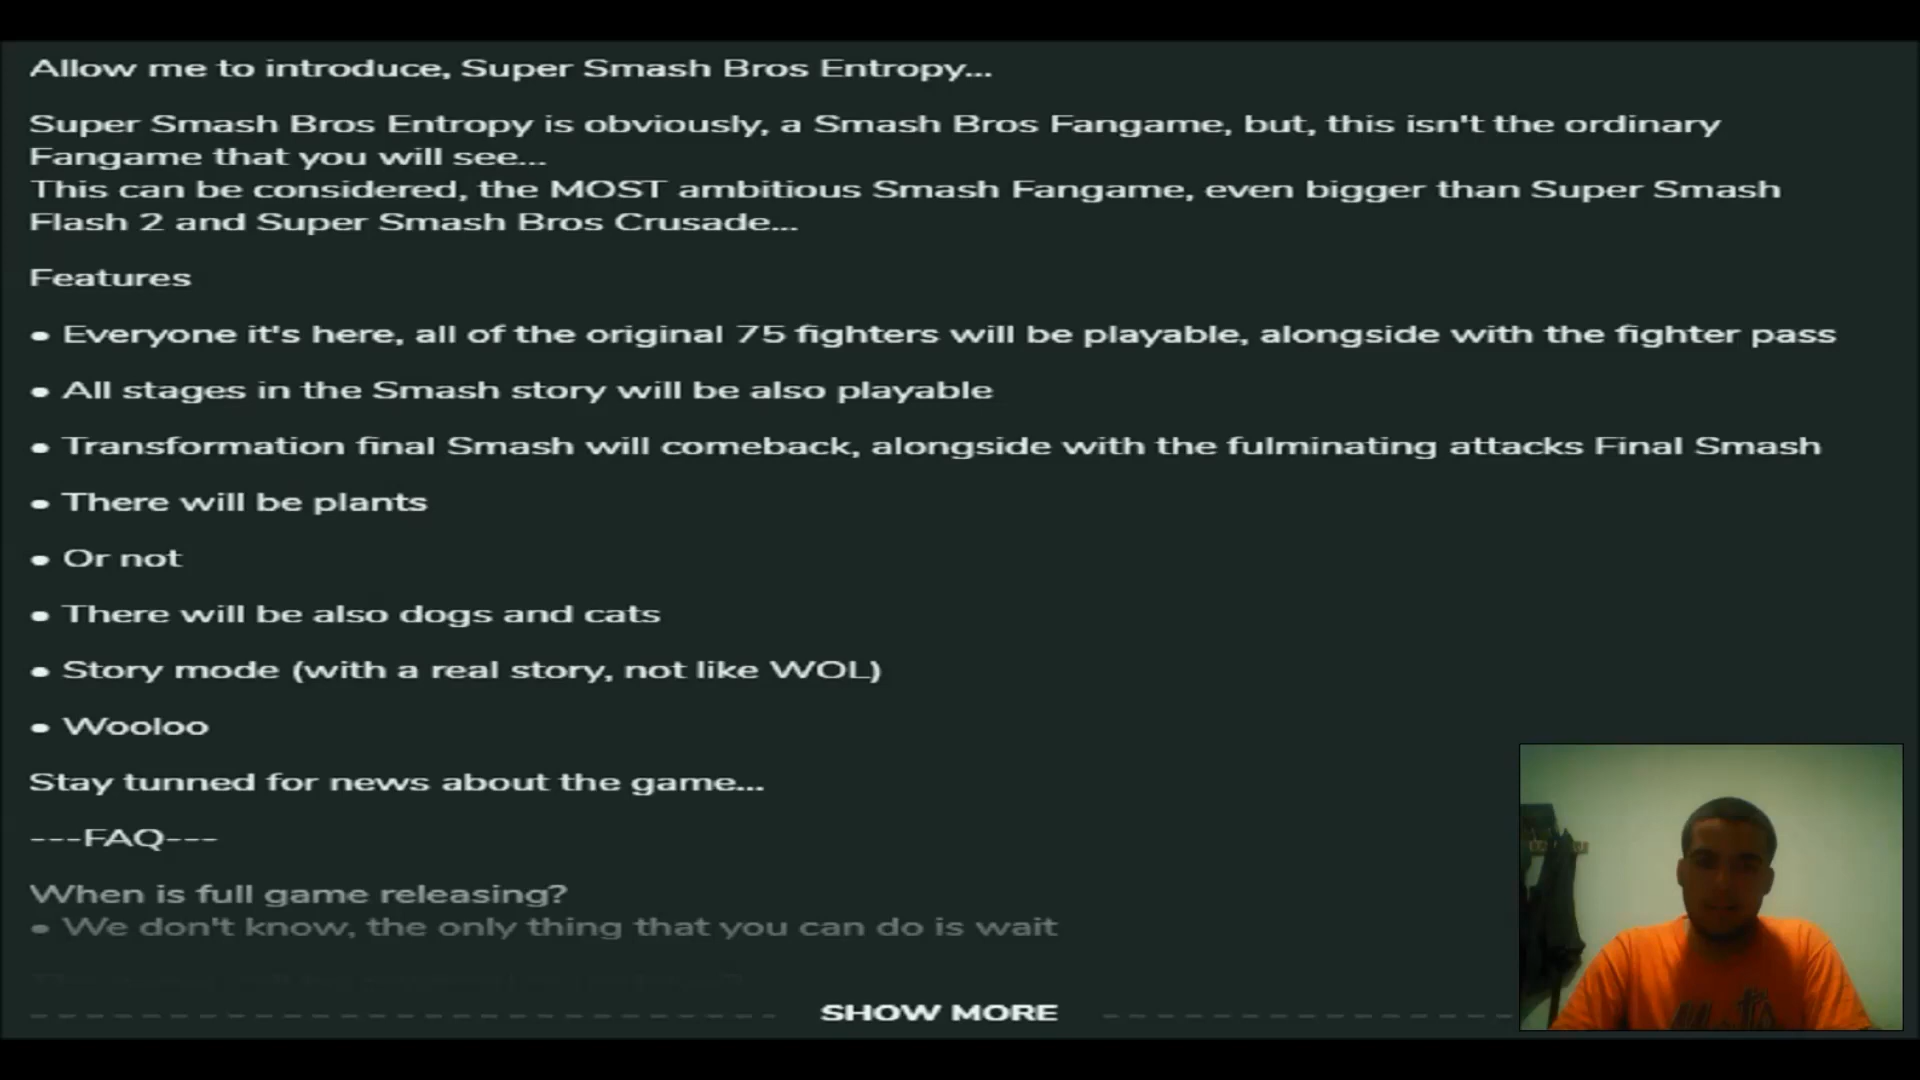 Allow me to introduce, Super Smash Bros Entropy...
Super Smash Bros Entropy is obviously, a Smash Bros Fangame, but, this isn't the ordinary
Fangame that you will see...
This can be considered, the MOST ambitious Smash Fangame, even bigger than Super Smash
Flash 2 and Super Smash Bros Crusade...
Features
• Everyone it's here, all of the original 75 fighters will be playable, alongside with the fighter pass
• All stages in the Smash story will be also playable
• Transformation final Smash will comeback, alongside with the fulminating attacks Final Smash
• There will be plants
• Or not
• There will be also dogs and cats
• Story mode (with a real story, not like WOL)
• Wooloo
Stay tunned for news about the game...
---FAQ---
When is full game releasing?
• We don't know, the only thing that you can do is wait
SHOW MORE